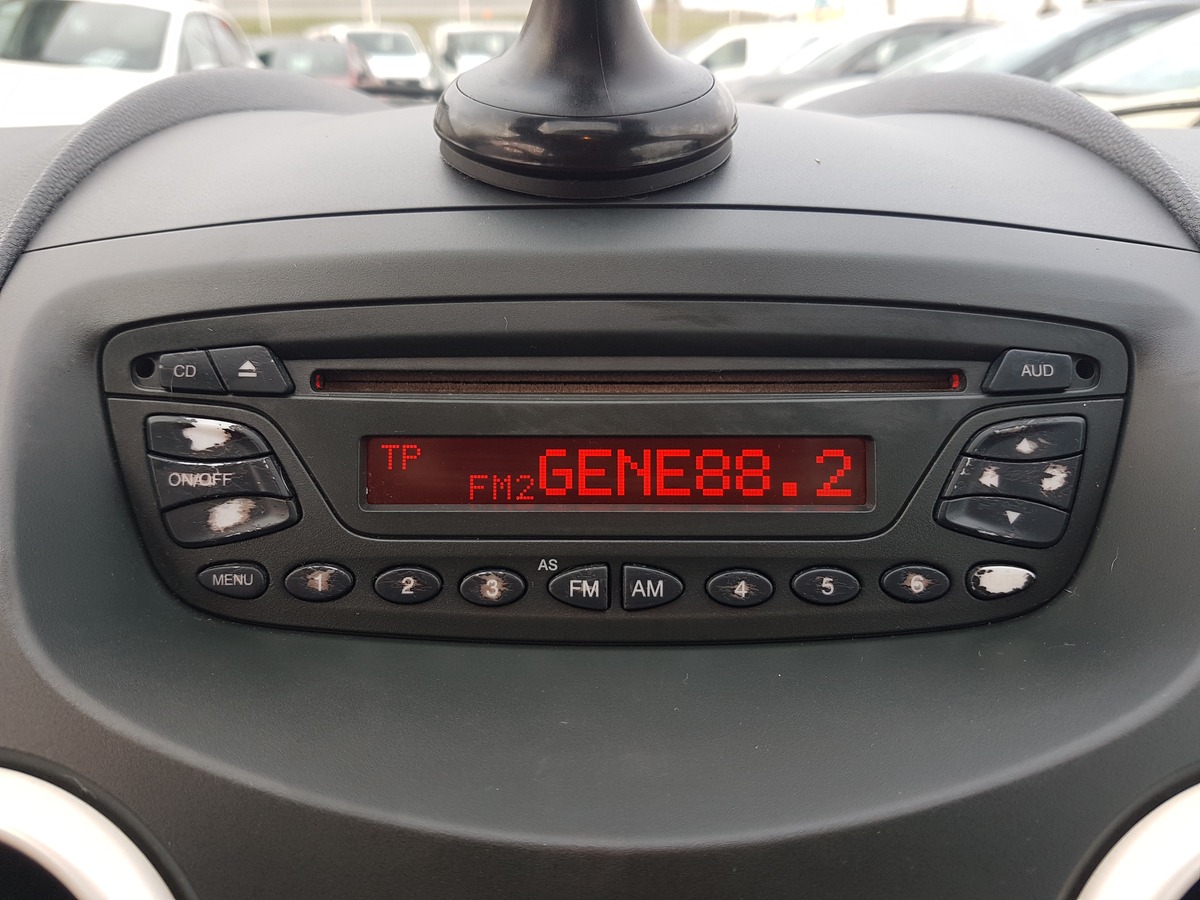 CD
AUD
TP
FM2 GENE88.2
ON/OFF
AS
MENU 1 2 3 FM AM 4 5 6